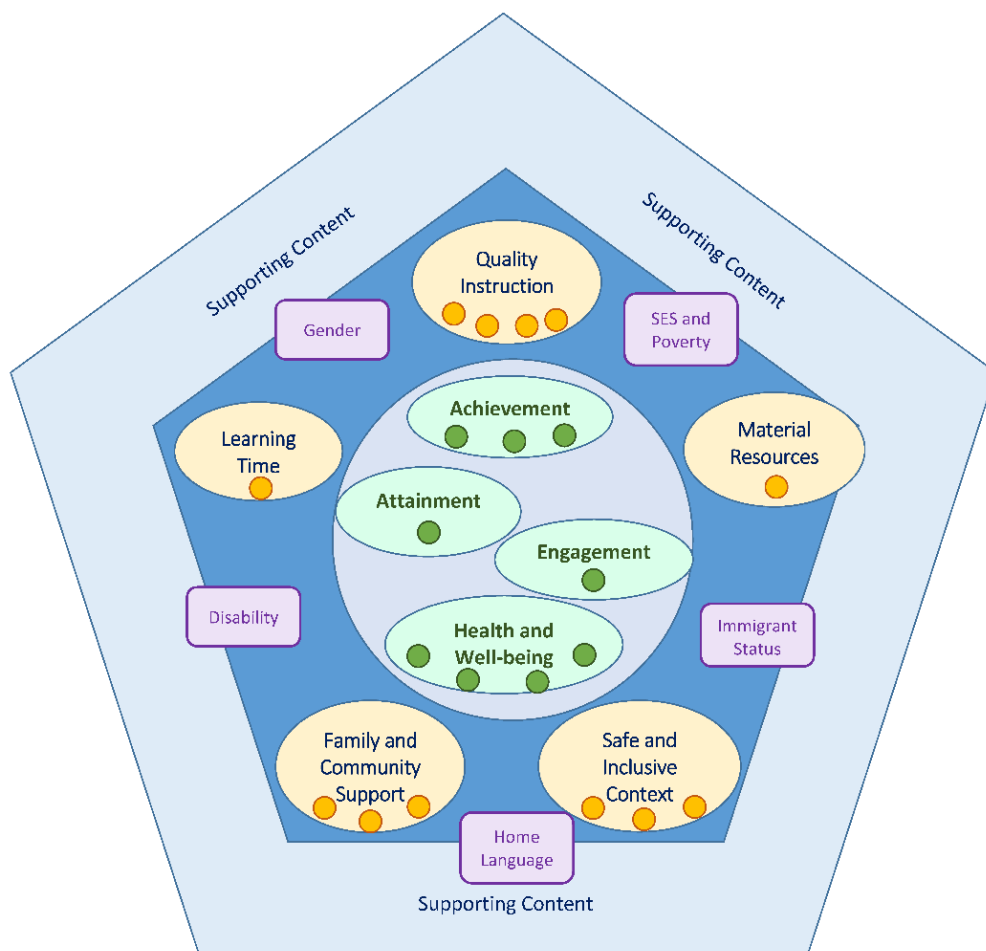 Supporting Content
Supporting Content
Quality
Instruction
Gender
SES and
Poverty
Achievement
Learning
Time
Material
Resources
Attainment
Engagement
Disability
Health and
Well-being
Immigrant
Status
Family and
Community
Support
Safe and
Inclusive
Context
Home
Language
Supporting Content